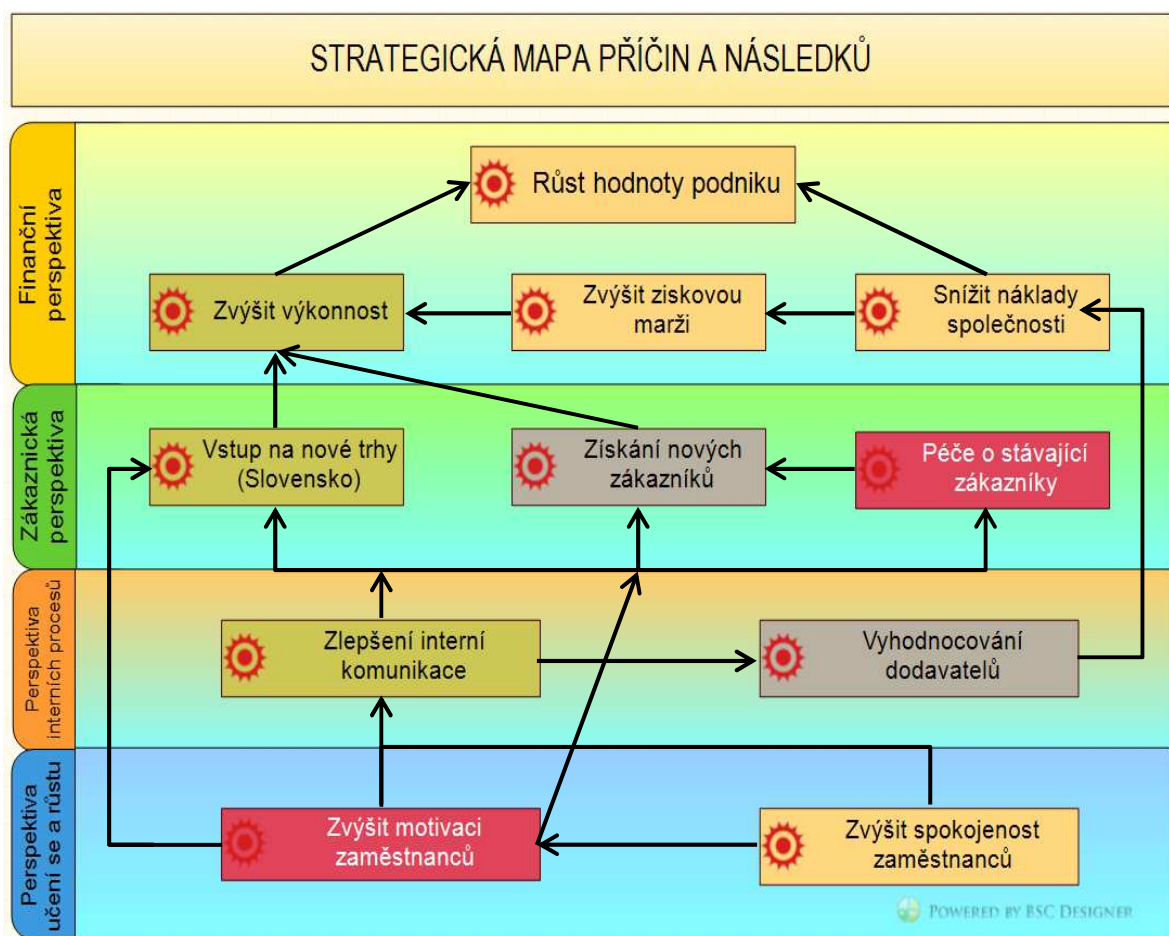 STRATEGICKÁ MAPA PŘÍČIN A NÁSLEDKŮ
Finanční
perspektiva
Růst hodnoty podniku
Zvýšit výkonnost
Zvýšit ziskovou
marži
Snížit náklady
společnosti
Zákaznická
perspektiva
Vstup na nové trhy
(Slovensko)
Získání nových
zákazníků
Péče o stávající
zákazníky
Perspektiva
interních procesů
Zlepšení interní
komunikace
Vyhodnocování
dodavatelů
Perspektiva
učení se a růstu
Zvýšit motivaci
zaměstnanců
Zvýšit spokojenost
zaměstnanců
POWERED BY BSC DESIGNER